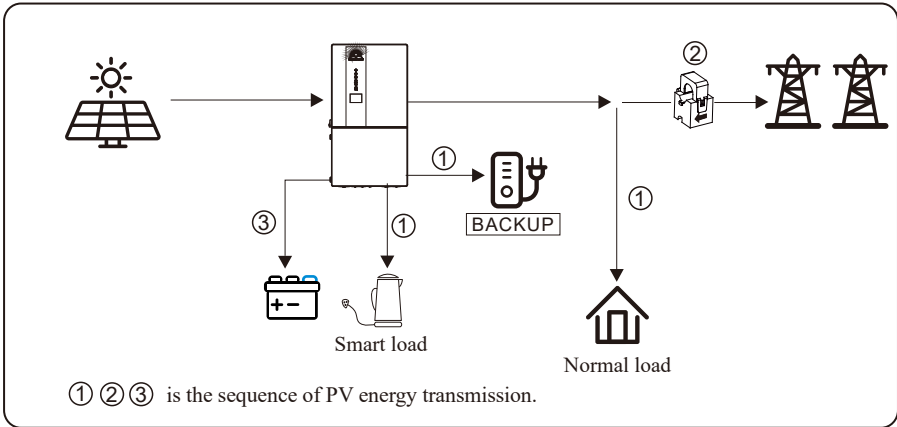 ②
①
BACKUP
③
①
①
+ −
Smart load
Normal load
① ② ③ is the sequence of PV energy transmission.